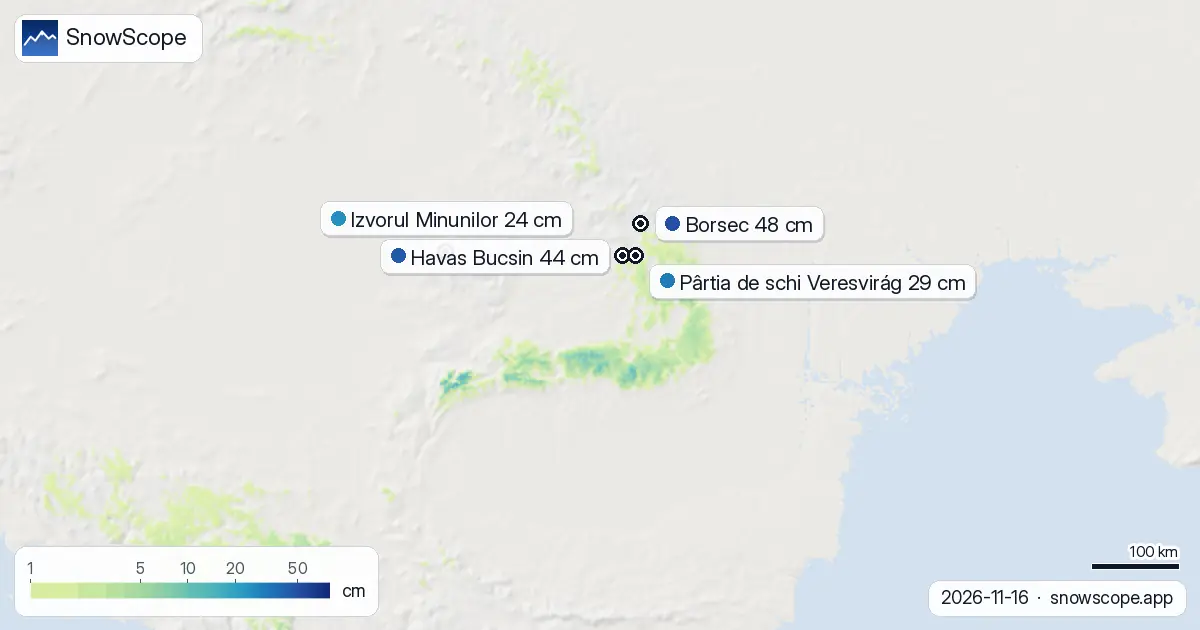 SnowScope
Izvorul Minunilor 24 cm
Borsec 48 cm
Havas Bucsin 44 cm
Pârtia de schi Veresvirág 29 cm
100 km
1 5 10 20 50
cm
2026-11-16 · snowscope.app